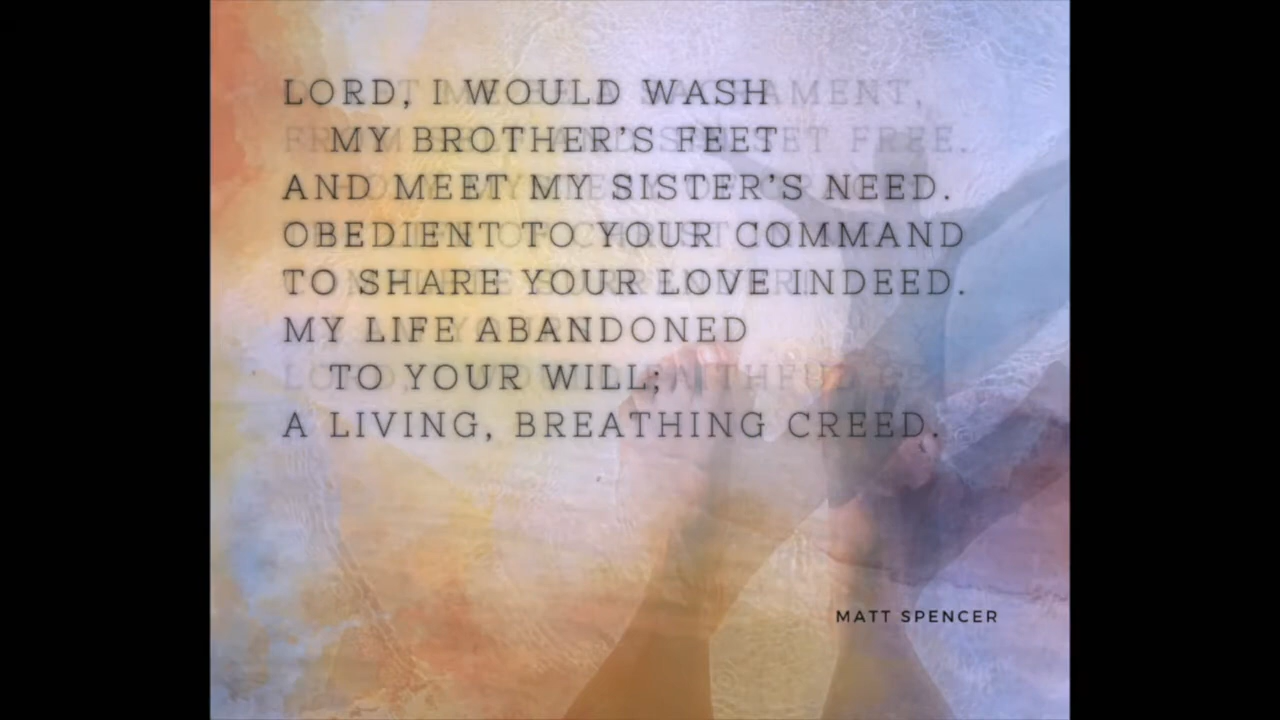 LORD, I WOULD WASH
MY BROTHER'S FEET
AND MEET MY SISTER'S NEED.
OBEDIENT TO YOUR COMMAND
TO SHARE YOUR LOVE INDEED.
MY LIFE ABANDONED
TO YOUR WILL;
A LIVING, BREATHING CREED.
MATT SPENCER